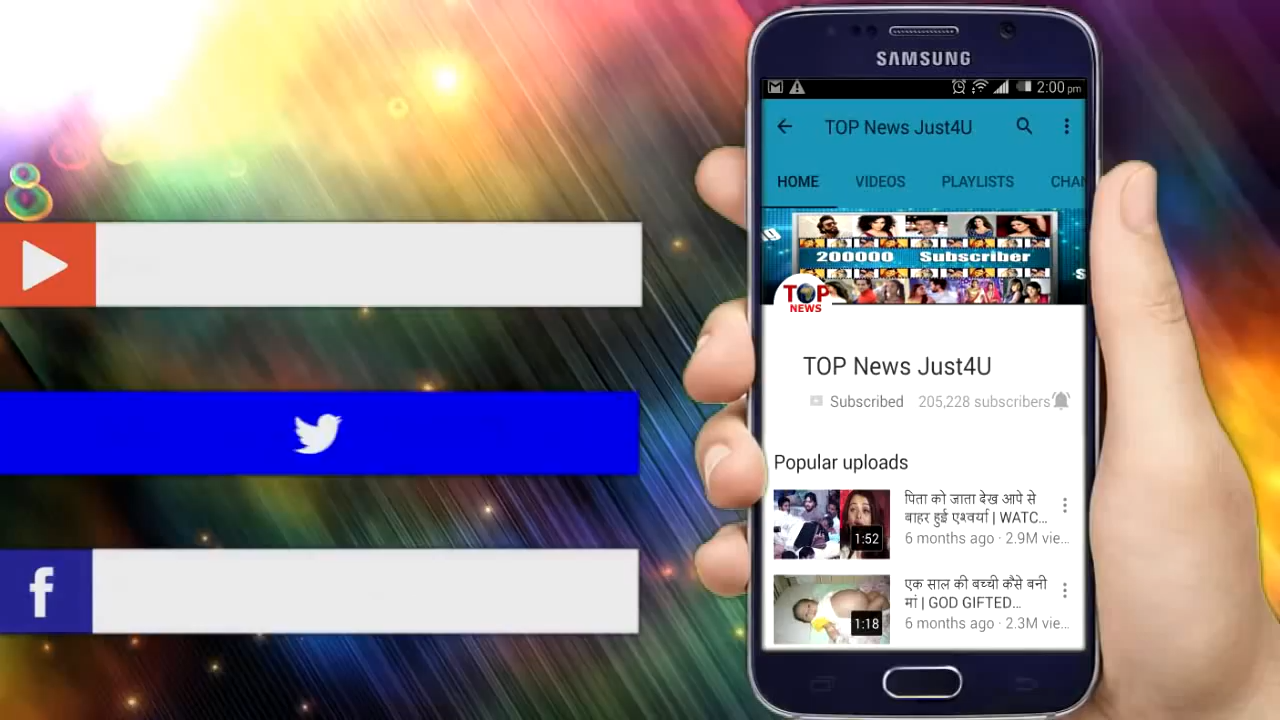 SAMSUNG
2:00 pm
TOP News Just4U
HOME VIDEOS PLAYLISTS CHAN
200000 Subscriber
TOP
NEWS
TOP News Just4U
Subscribed 205,228 subscribers
Popular uploads
पिता को जाता देख आपे से
बाहर हुई एश्वर्या | WATC...
6 months ago · 2.9M vie...
1:52
एक साल की बच्ची कैसे बनी
मां | GOD GIFTED...
6 months ago · 2.3M vie...
1:18